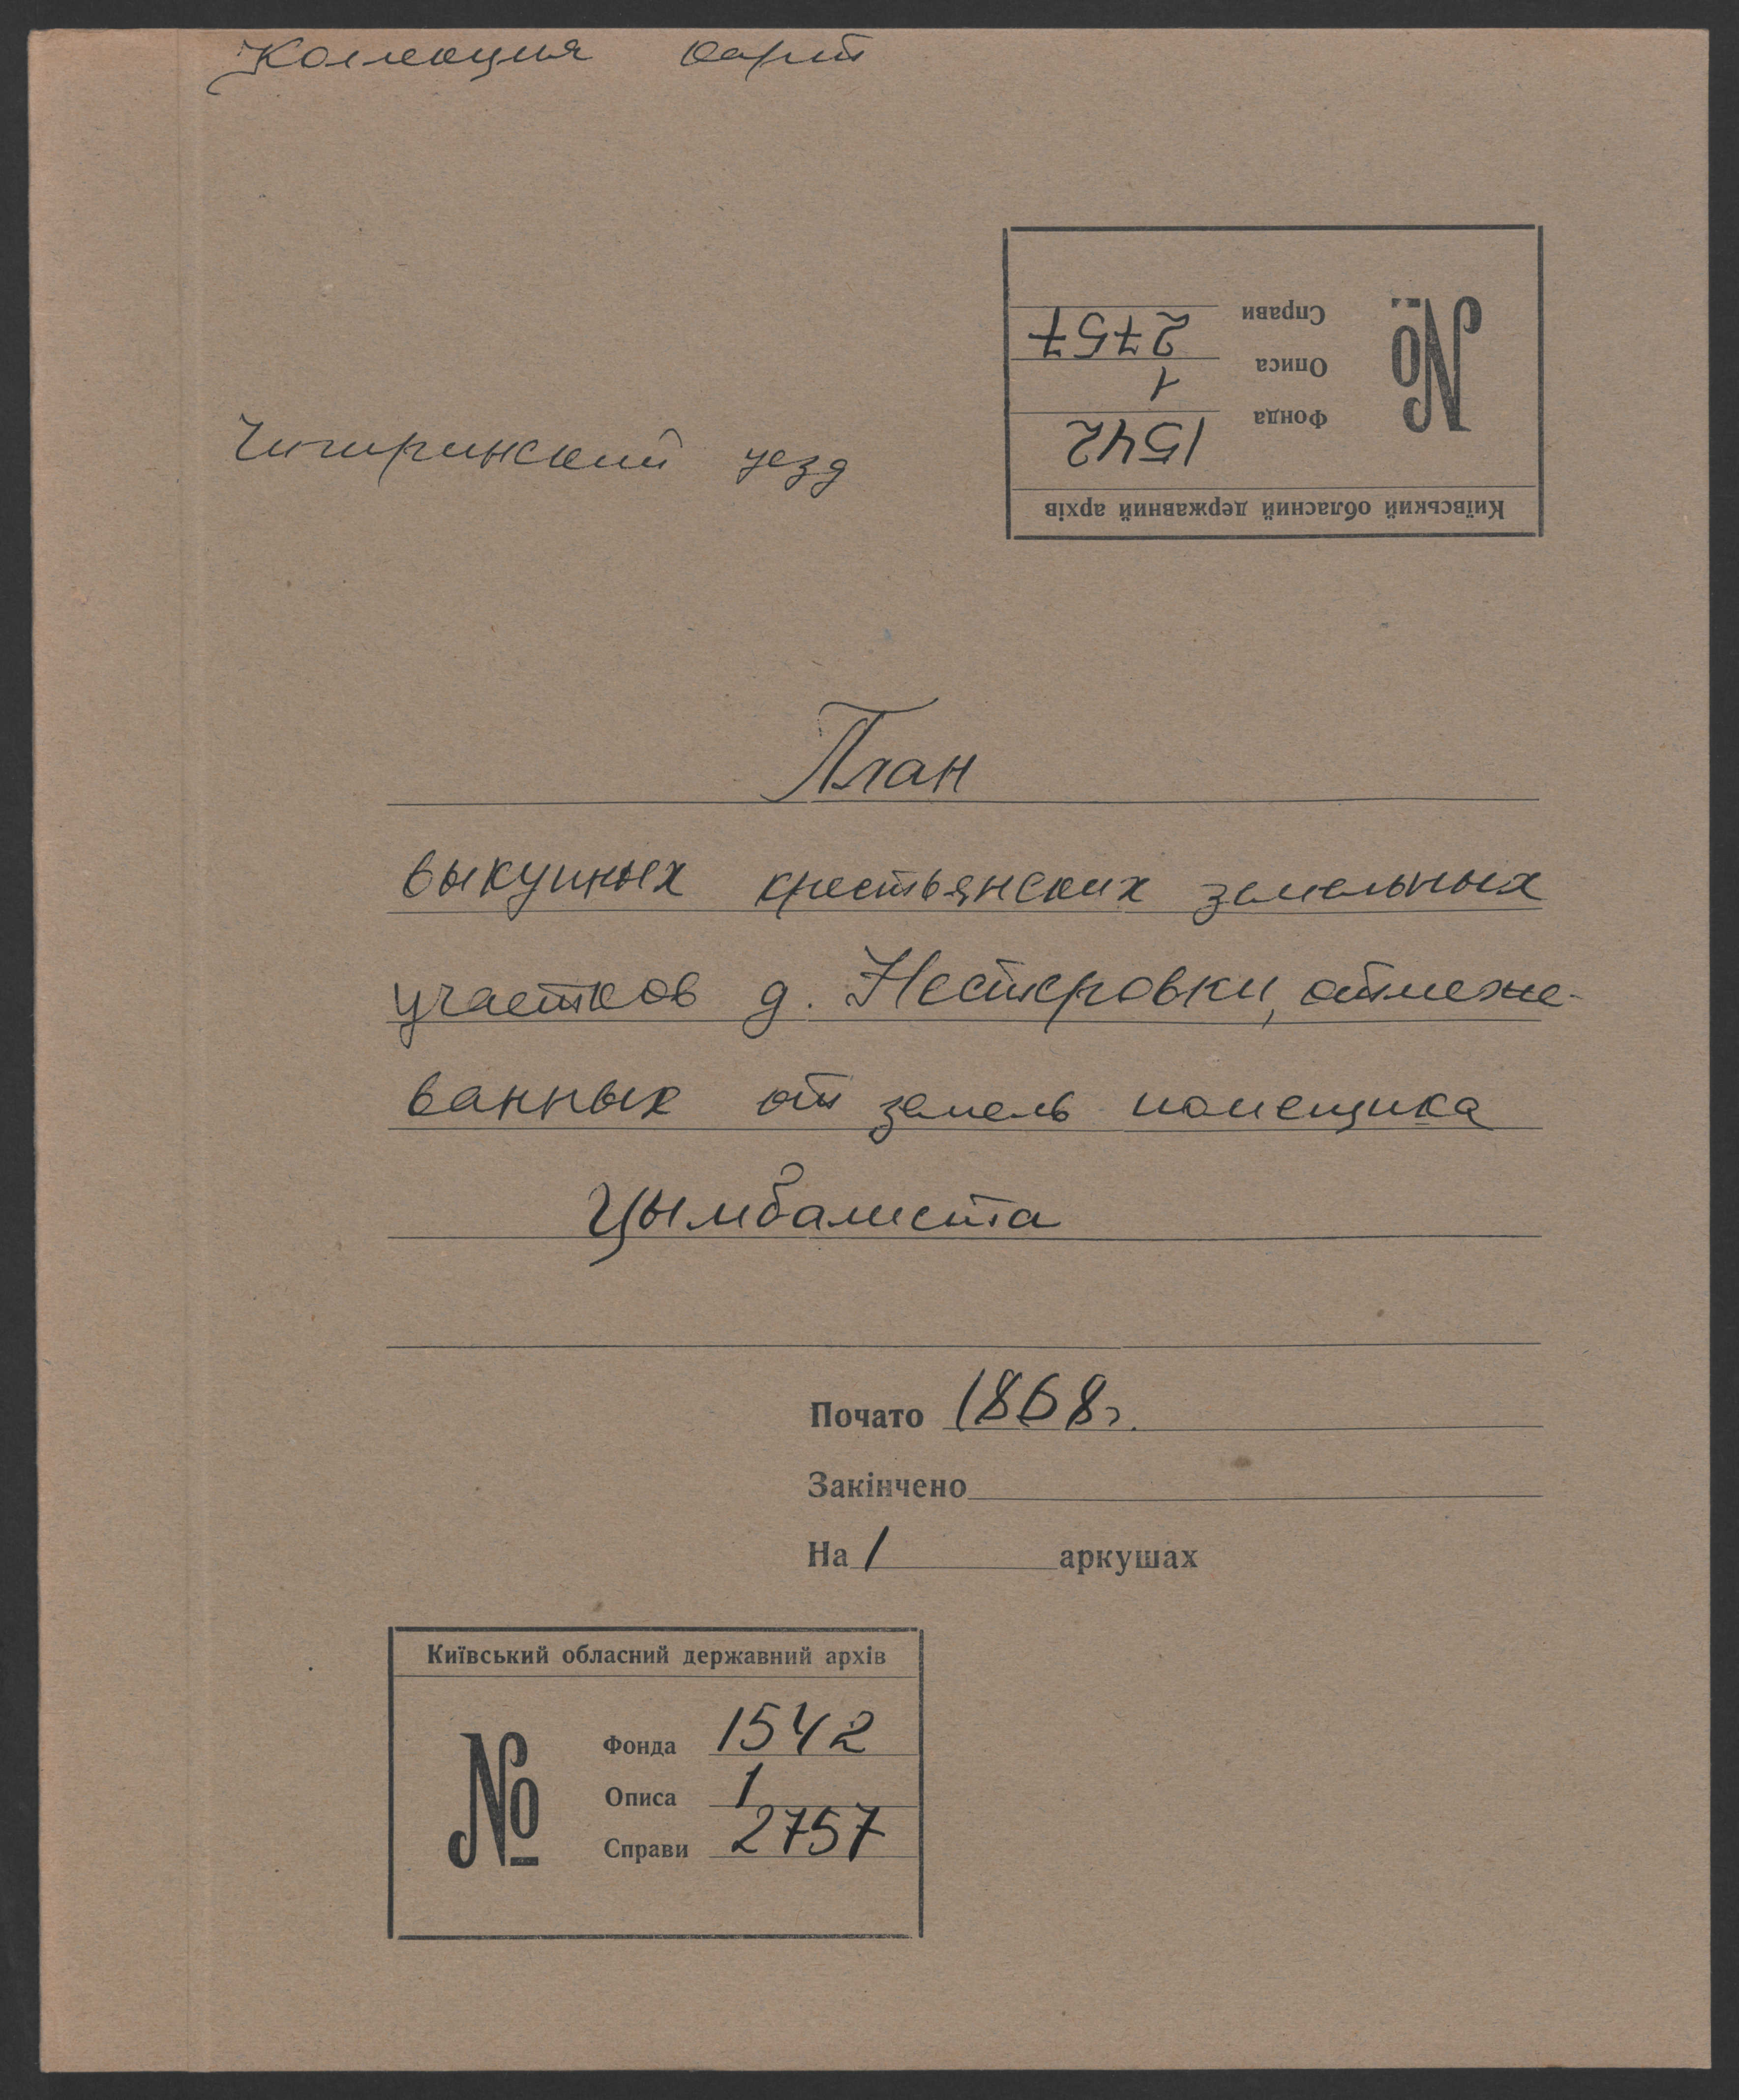 Коллекция карт
Справи 2757
Описа 1
Фонда 1542
№
Київський обласний державний архів
Чигиринский уезд
План
выкупных крестьянских земельных
участков д. Нестеровки, отмеже-
ванных от земель помещика
Цымбалиста
Почато 1868 г.
Закінчено
На 1 аркушах
Київський обласний державний архів
№
Фонда 1542
Описа 1
Справи 2757